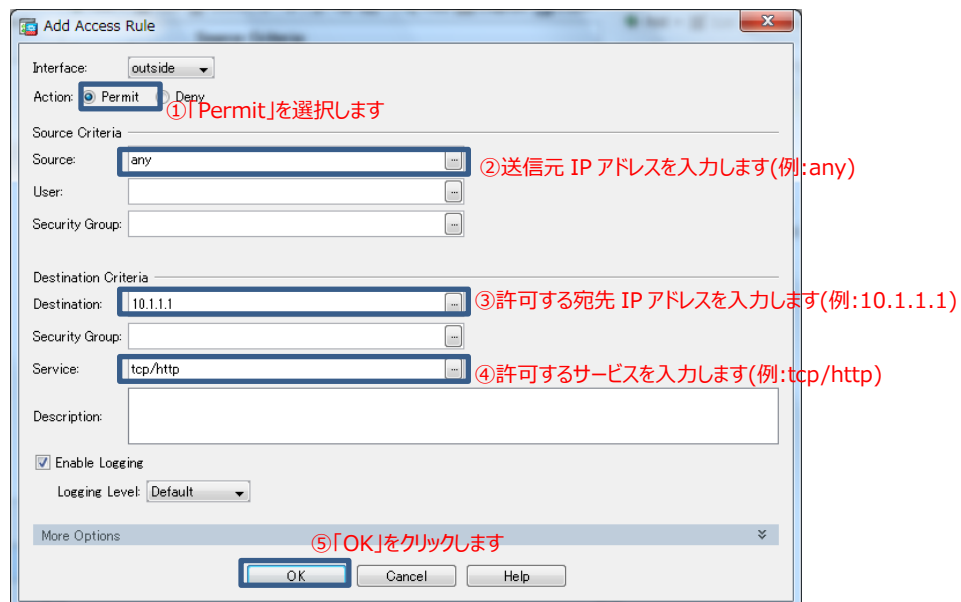 Add Access Rule
Interface: outside
Action: Permit Deny
①「Permit」を選択します
Source Criteria
Source: any ...
②送信元 IP アドレスを入力します(例:any)
User: ...
Security Group: ...
Destination Criteria
Destination: 10.1.1.1 ...
③許可する宛先 IP アドレスを入力します(例:10.1.1.1)
Security Group: ...
Service: tcp/http ...
④許可するサービスを入力します(例:tcp/http)
Description:
Enable Logging
Logging Level: Default
More Options
⑤「OK」をクリックします
OK Cancel Help